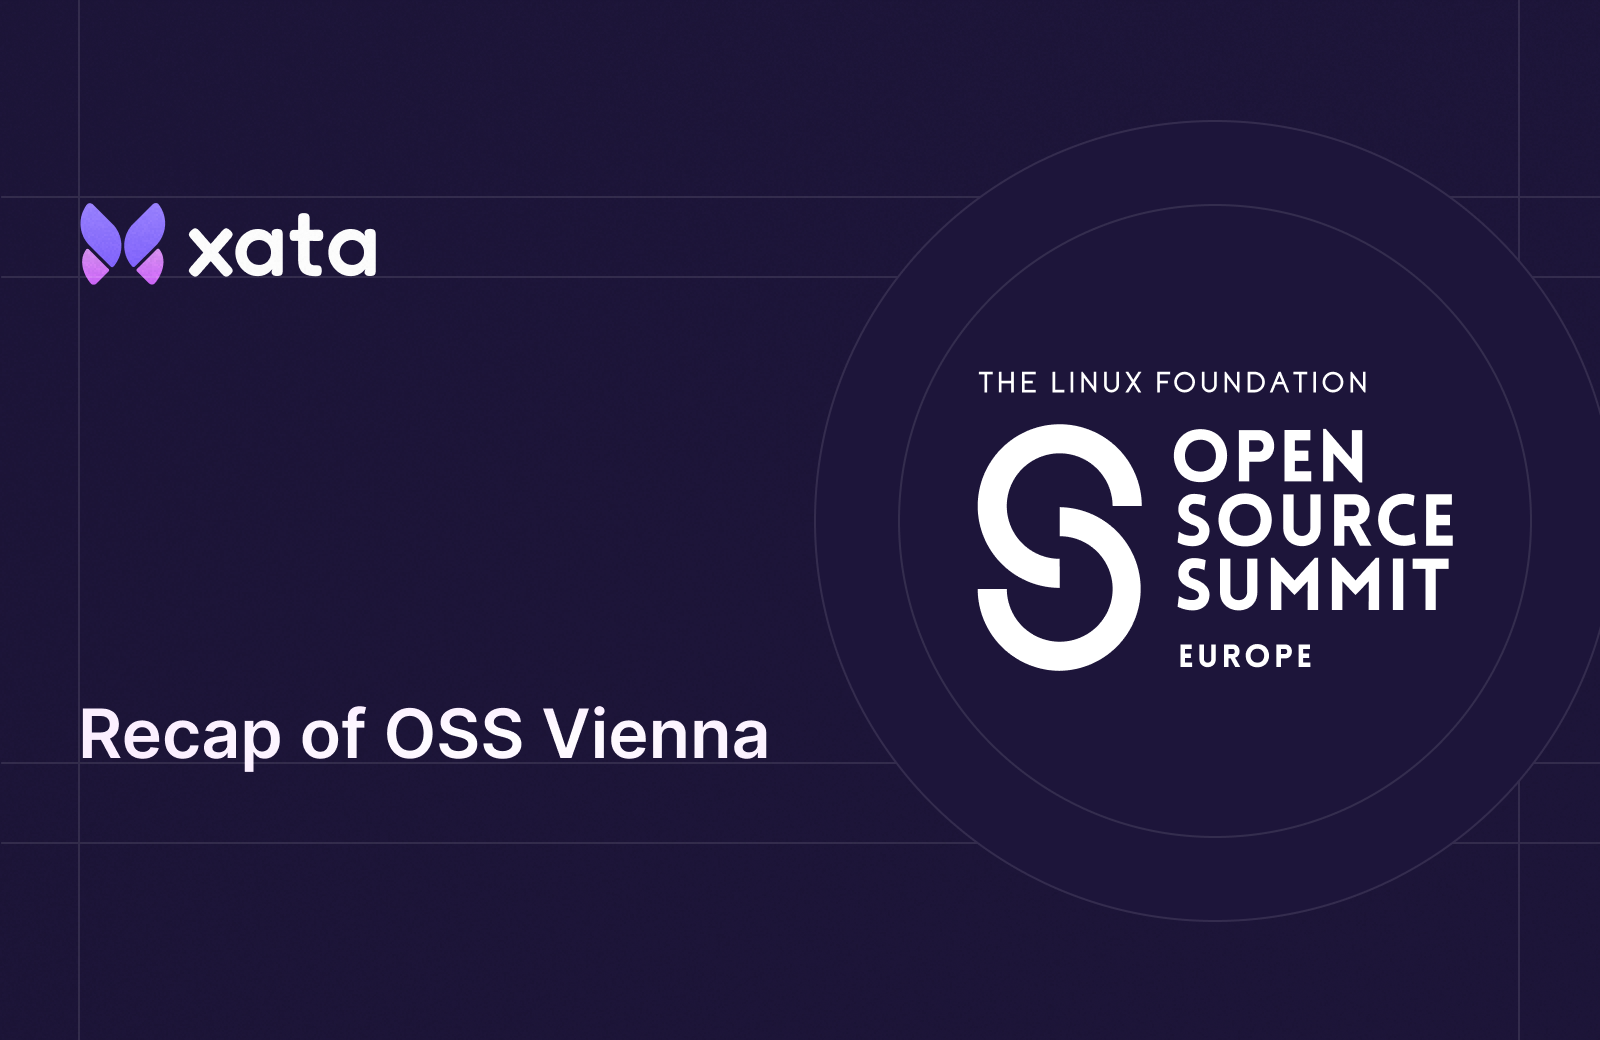 xata
THE LINUX FOUNDATION
OPEN
SOURCE
SUMMIT
EUROPE
Recap of OSS Vienna